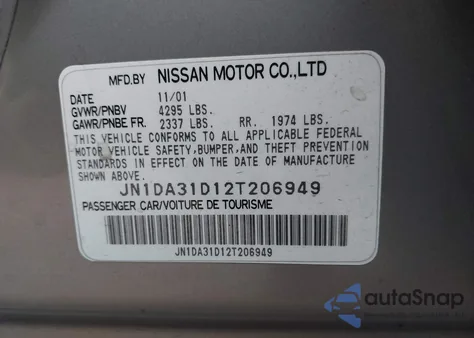 MFD.BY NISSAN MOTOR CO.,LTD
DATE 11/01
GVWR/PNBV 4295 LBS.
GAWR/PNBE FR. 2337 LBS. RR. 1974 LBS.
THIS VEHICLE CONFORMS TO ALL APPLICABLE FEDERAL
MOTOR VEHICLE SAFETY,BUMPER,AND THEFT PREVENTION
STANDARDS IN EFFECT ON THE DATE OF MANUFACTURE
SHOWN ABOVE.
JN1DA31D12T206949
PASSENGER CAR/VOITURE DE TOURISME
JN1DA31D12T206949
autoSnap